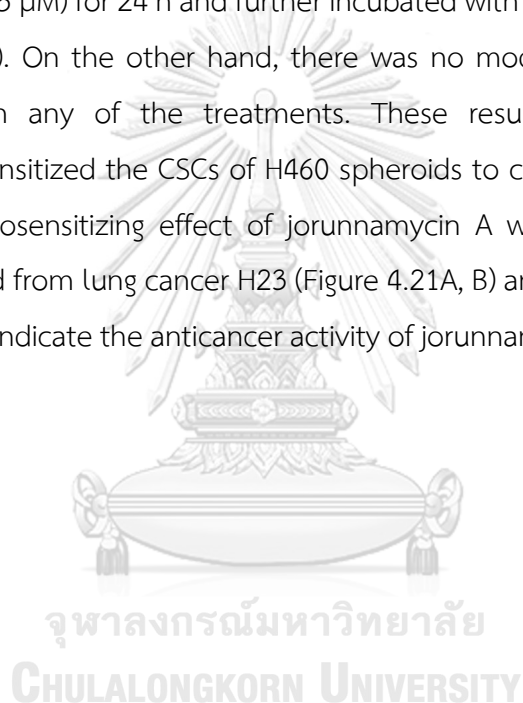 5 µM) for 24 h and further incubated with
). On the other hand, there was no mod
any of the treatments. These resu
nsitized the CSCs of H460 spheroids to c
osensitizing effect of jorunnamycin A w
d from lung cancer H23 (Figure 4.21A, B) an
ndicate the anticancer activity of jorunnar
จุฬาลงกรณ์มหาวิทยาลัย
CHULALONGKORN UNIVERSITY